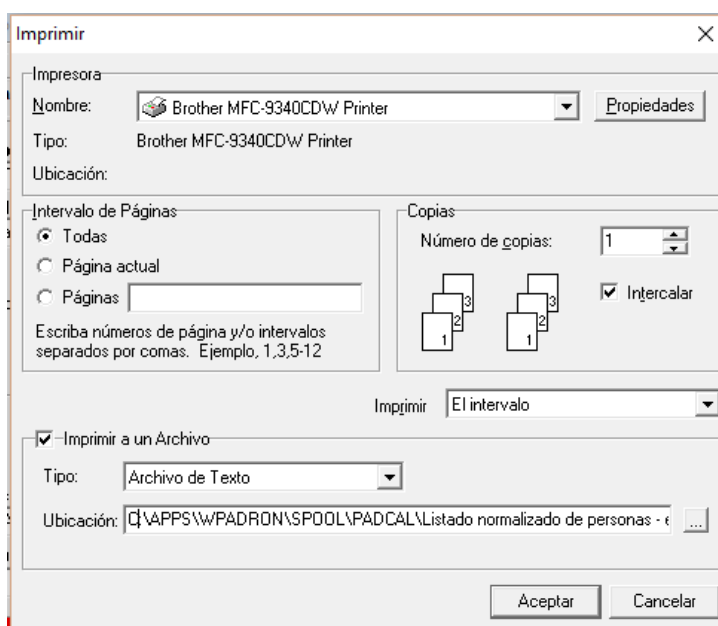 Imprimir
Impresora
Nombre: Brother MFC-9340CDW Printer Propiedades
Tipo: Brother MFC-9340CDW Printer
Ubicación:
Intervalo de Páginas
Todas
Página actual
Páginas
Escriba números de página y/o intervalos
separados por comas. Ejemplo, 1,3,5-12
Copias
Número de copias: 1
1 2 3 1 2 3
Intercalar
Imprimir El intervalo
Imprimir a un Archivo
Tipo: Archivo de Texto
Ubicación: C:\APPS\WPADRON\SPOOL\PADCAL\Listado normalizado de personas - e ...
Aceptar Cancelar